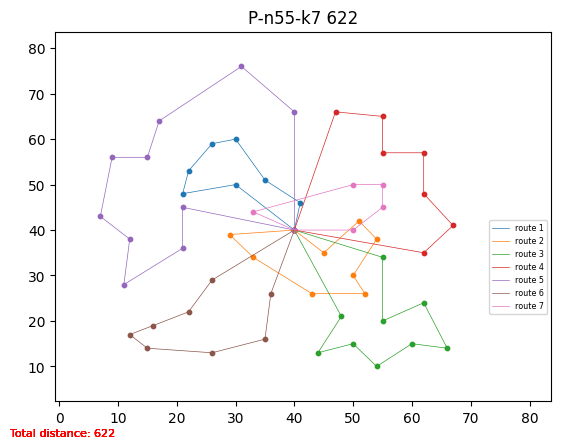 P-n55-k7 622
80
70
60
50
40
30
20
10
0 10 20 30 40 50 60 70 80
route 1
route 2
route 3
route 4
route 5
route 6
route 7
Total distance: 622